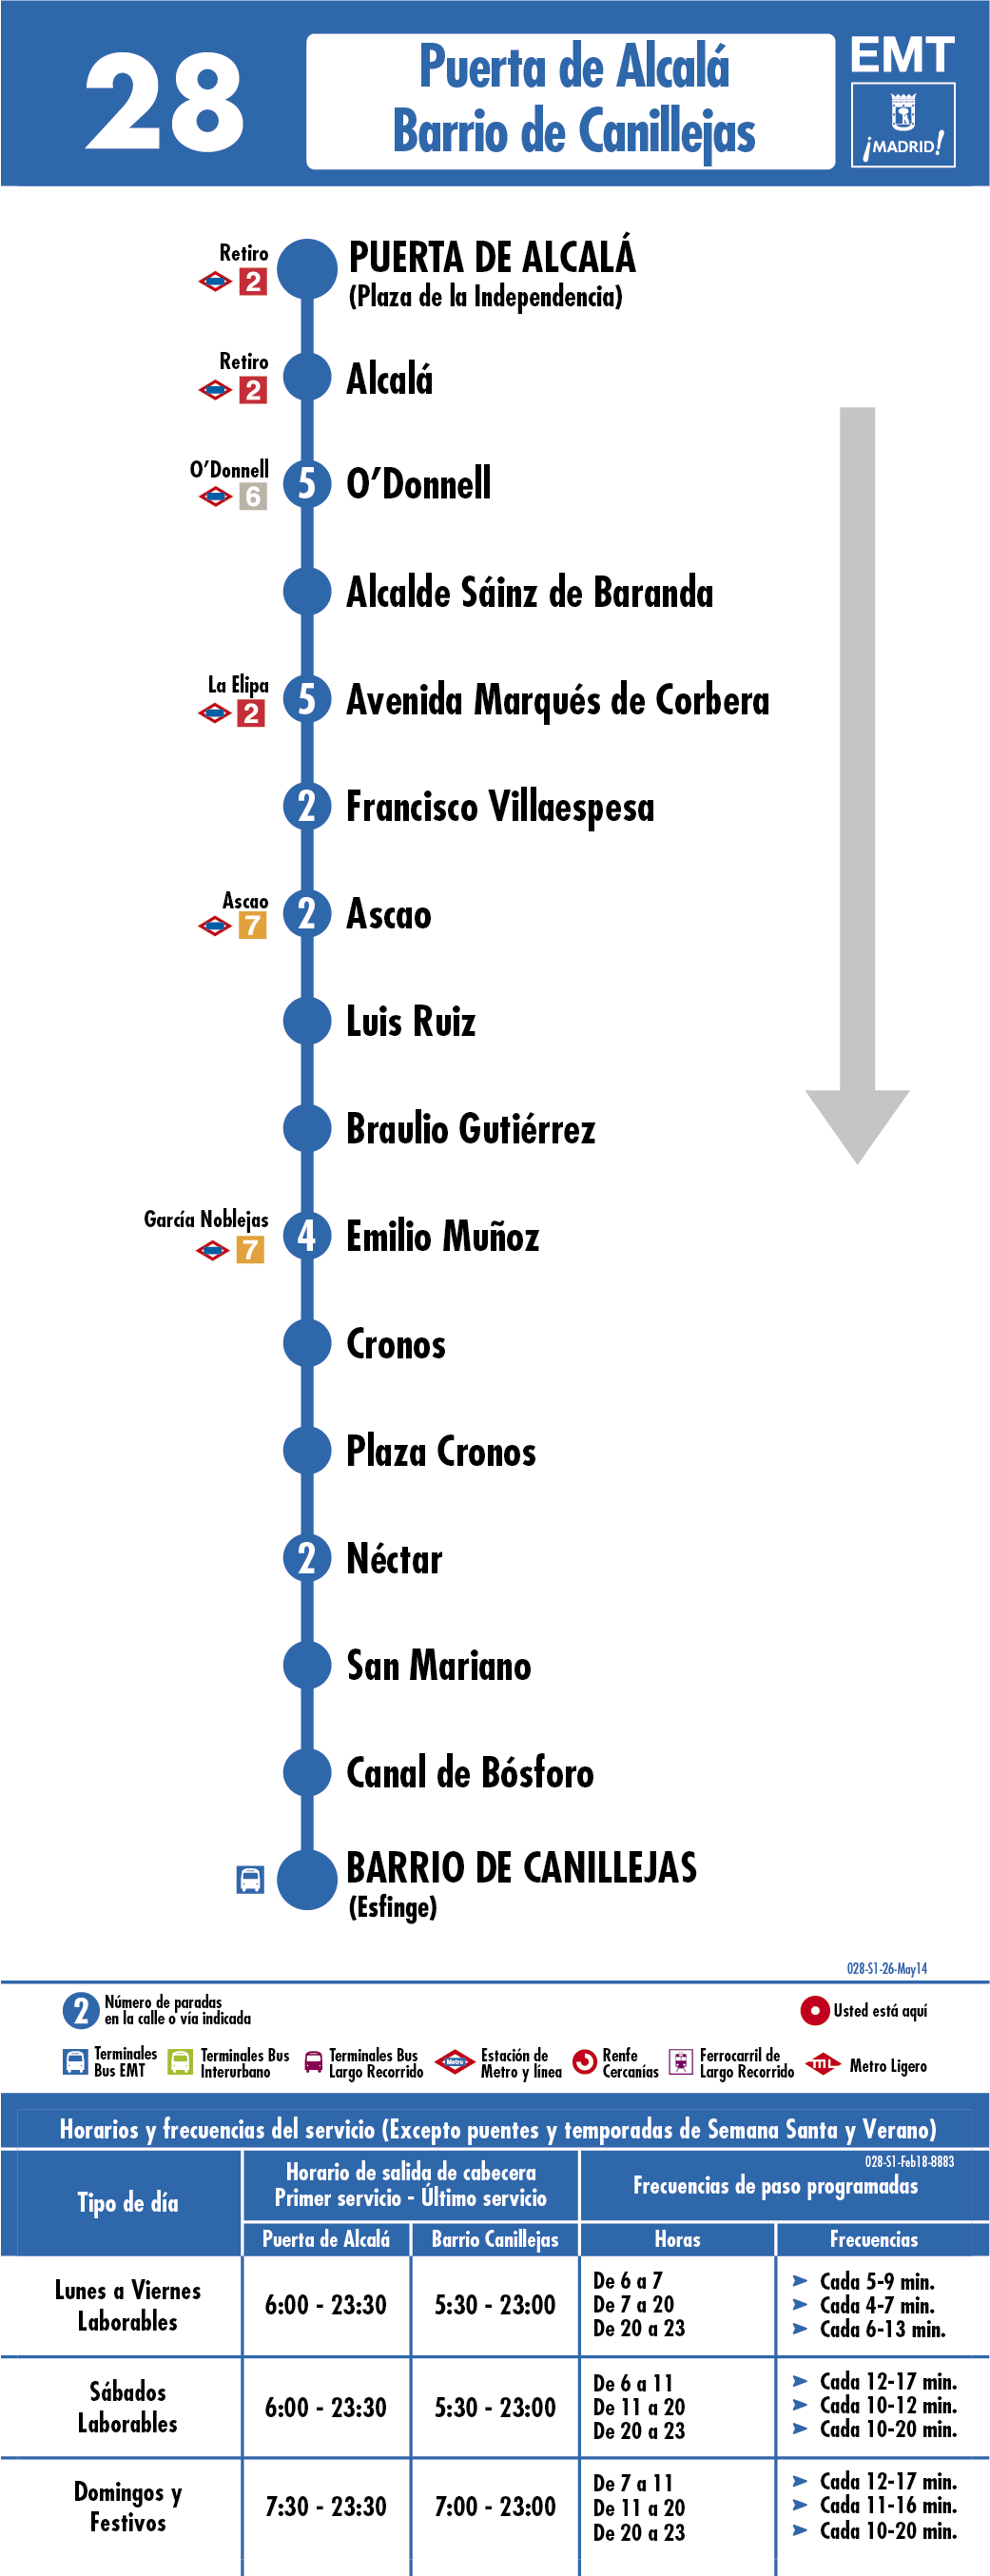 28
Puerta de Alcalá
Barrio de Canillejas
EMT
¡MADRID!
Retiro
2
PUERTA DE ALCALÁ
(Plaza de la Independencia)
Retiro
2
Alcalá
O’Donnell
6
5
O’Donnell
Alcalde Sáinz de Baranda
La Elipa
2
5
Avenida Marqués de Corbera
2
Francisco Villaespesa
Ascao
7
2
Ascao
Luis Ruiz
Braulio Gutiérrez
García Noblejas
7
4
Emilio Muñoz
Cronos
Plaza Cronos
2
Néctar
San Mariano
Canal de Bósforo
BARRIO DE CANILLEJAS
(Esfinge)
028-S1-26-May14
2
Número de paradas
en la calle o vía indicada
Usted está aquí
Terminales
Bus EMT
Terminales Bus
Interurbano
Terminales Bus
Largo Recorrido
Metro
Estación de
Metro y línea
Renfe
Cercanías
Ferrocarril de
Largo Recorrido
ML
Metro Ligero
Horarios y frecuencias del servicio (Excepto puentes y temporadas de Semana Santa y Verano)
028-S1-Feb18-8883
Tipo de día
Horario de salida de cabecera
Primer servicio - Último servicio
Frecuencias de paso programadas
Puerta de Alcalá
Barrio Canillejas
Horas
Frecuencias
Lunes a Viernes
Laborables
6:00 - 23:30
5:30 - 23:00
De 6 a 7
De 7 a 20
De 20 a 23
➤ Cada 5-9 min.
➤ Cada 4-7 min.
➤ Cada 6-13 min.
Sábados
Laborables
6:00 - 23:30
5:30 - 23:00
De 6 a 11
De 11 a 20
De 20 a 23
➤ Cada 12-17 min.
➤ Cada 10-12 min.
➤ Cada 10-20 min.
Domingos y
Festivos
7:30 - 23:30
7:00 - 23:00
De 7 a 11
De 11 a 20
De 20 a 23
➤ Cada 12-17 min.
➤ Cada 11-16 min.
➤ Cada 10-20 min.